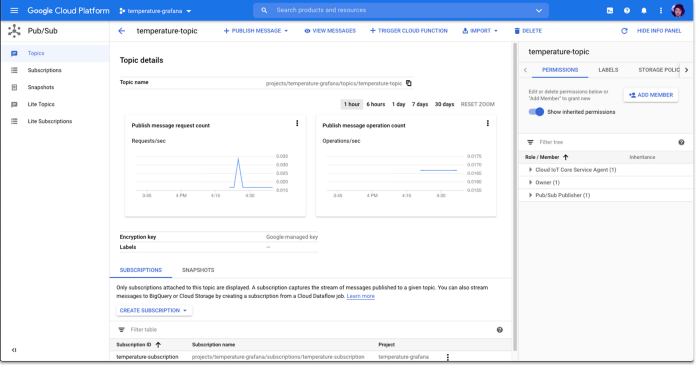 Google Cloud Platform
temperature-grafana
Search products and resources
Pub/Sub
temperature-topic
+ PUBLISH MESSAGE
VIEW MESSAGES
+ TRIGGER CLOUD FUNCTION
IMPORT
DELETE
HIDE INFO PANEL
Topics
Subscriptions
Snapshots
Lite Topics
Lite Subscriptions
Topic details
Topic name
projects/temperature-grafana/topics/temperature-topic
1 hour 6 hours 1 day 7 days 30 days RESET ZOOM
Publish message request count
Requests/sec
0.035
0.030
0.025
0.020
0.015
3:45 4 PM 4:15 4:30
Publish message operation count
Operations/sec
0.0175
0.0170
0.0165
0.0160
0.0155
3:45 4 PM 4:15 4:30
Encryption key Google-managed key
Labels —
SUBSCRIPTIONS SNAPSHOTS
Only subscriptions attached to this topic are displayed. A subscription captures the stream of messages published to a given topic. You can also stream
messages to BigQuery or Cloud Storage by creating a subscription from a Cloud Dataflow job. Learn more
CREATE SUBSCRIPTION
Filter table
Subscription ID Subscription name Project
temperature-subscription projects/temperature-grafana/subscriptions/temperature-subscription temperature-grafana
temperature-topic
PERMISSIONS LABELS STORAGE POLIC
Edit or delete permissions below or
"Add Member" to grant new
ADD MEMBER
Show inherited permissions
Filter tree
Role / Member Inheritance
Cloud IoT Core Service Agent (1)
Owner (1)
Pub/Sub Publisher (1)